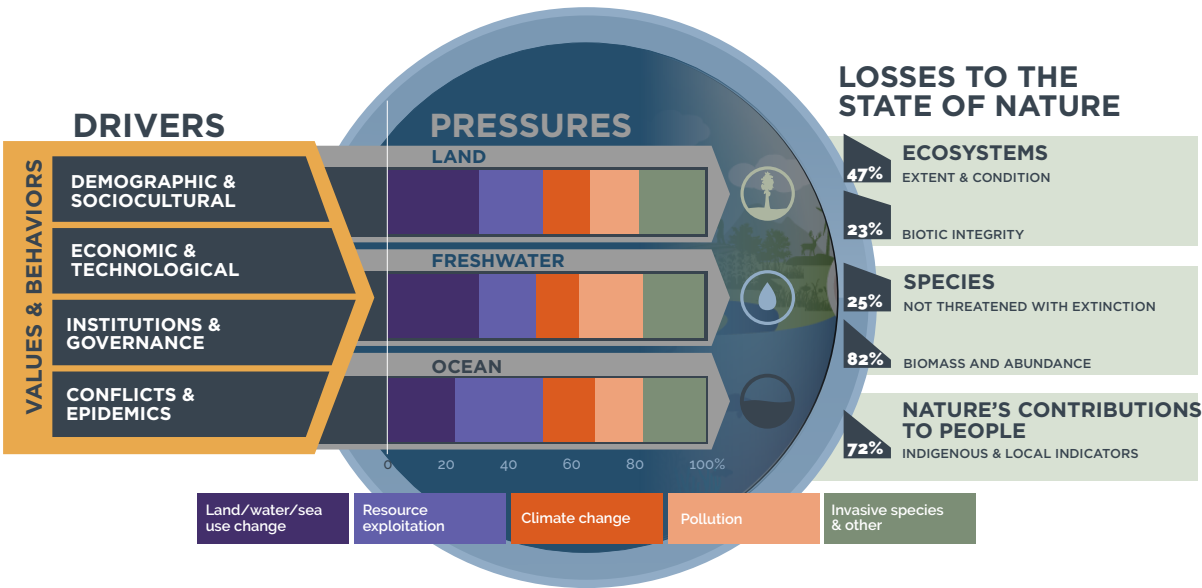 DRIVERS
VALUES & BEHAVIORS
DEMOGRAPHIC &
SOCIOCULTURAL
ECONOMIC &
TECHNOLOGICAL
INSTITUTIONS &
GOVERNANCE
CONFLICTS &
EPIDEMICS
PRESSURES
LAND
FRESHWATER
OCEAN
0 20 40 60 80 100%
LOSSES TO THE
STATE OF NATURE
ECOSYSTEMS
47% EXTENT & CONDITION
23% BIOTIC INTEGRITY
SPECIES
25% NOT THREATENED WITH EXTINCTION
82% BIOMASS AND ABUNDANCE
NATURE'S CONTRIBUTIONS
TO PEOPLE
72% INDIGENOUS & LOCAL INDICATORS
Land/water/sea
use change
Resource
exploitation
Climate change
Pollution
Invasive species
& other